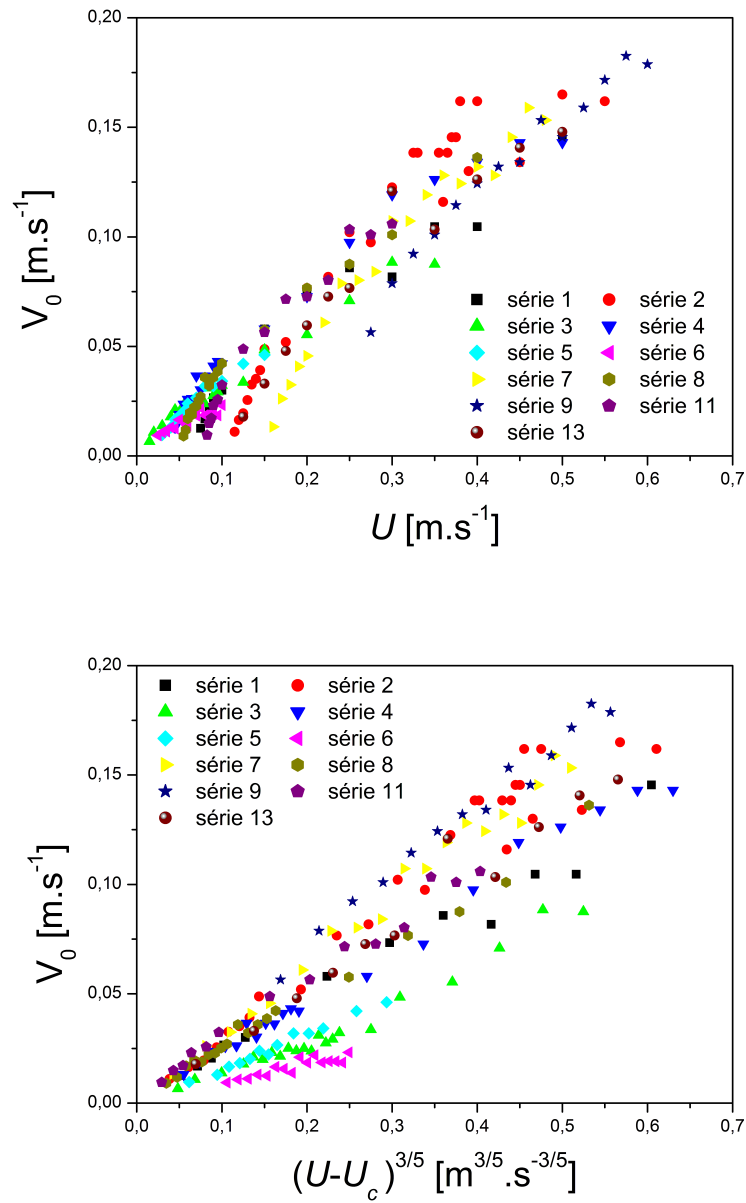 0,20
0,15
0,10
0,05
0,00
V0 [m.s-1]
série 1 série 2
série 3 série 4
série 5 série 6
série 7 série 8
série 9 série 11
série 13
0,0 0,1 0,2 0,3 0,4 0,5 0,6 0,7
U [m.s-1]
0,20
0,15
0,10
0,05
0,00
V0 [m.s-1]
série 1 série 2
série 3 série 4
série 5 série 6
série 7 série 8
série 9 série 11
série 13
0,0 0,1 0,2 0,3 0,4 0,5 0,6 0,7
(U-Uc)3/5 [m3/5.s-3/5]